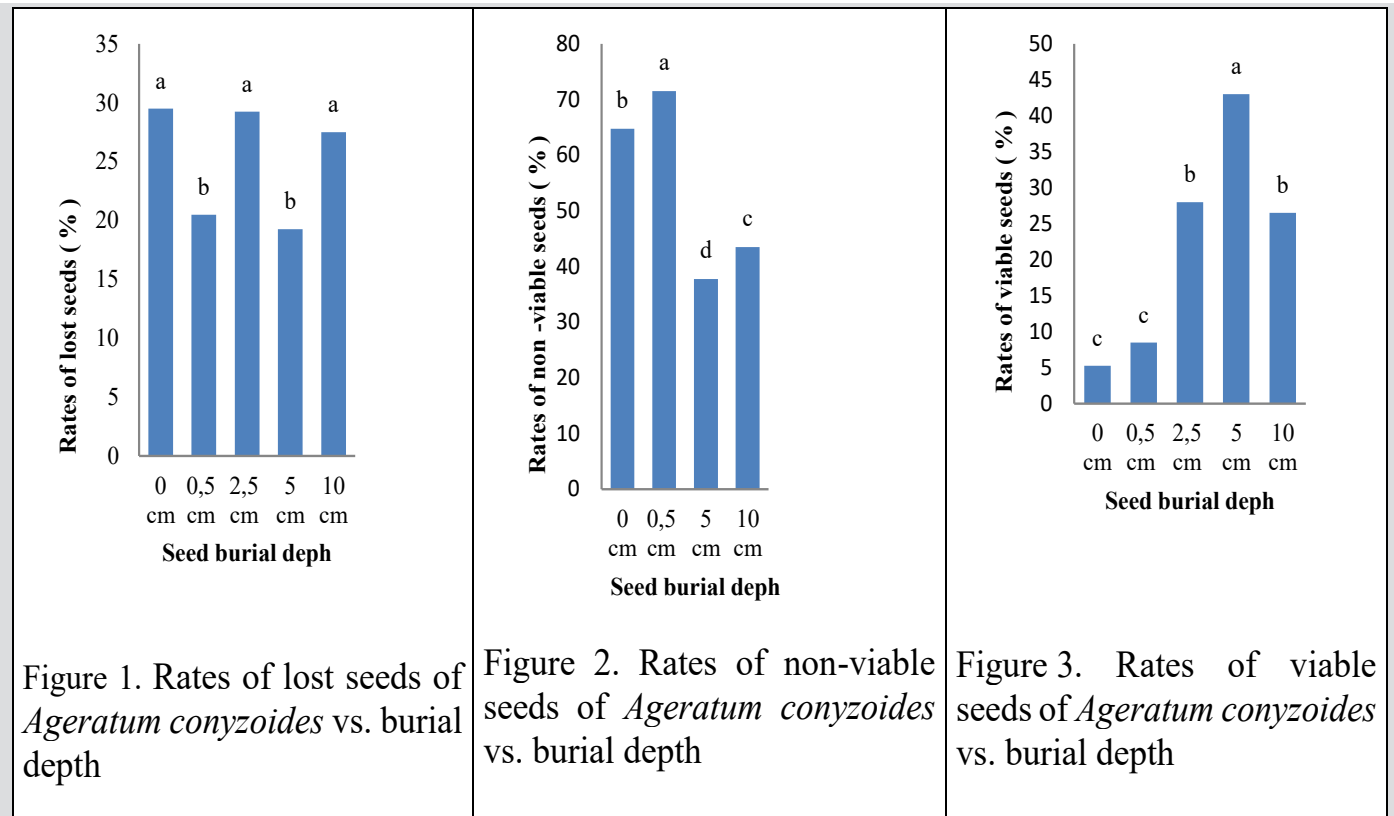 35
30
25
20
15
10
5
0
a
b
a
b
a
Rates of lost seeds ( % )
0 0,5 2,5 5 10
cm cm cm cm cm
Seed burial deph
Figure 1. Rates of lost seeds of
Ageratum conyzoides vs. burial
depth
80
70
60
50
40
30
20
10
0
b
a
d
c
Rates of non -viable seeds ( % )
0 0,5 5 10
cm cm cm cm
Seed burial deph
Figure 2. Rates of non-viable
seeds of Ageratum conyzoides
vs. burial depth
50
45
40
35
30
25
20
15
10
5
0
c
c
b
a
b
Rates of viable seeds ( % )
0 0,5 2,5 5 10
cm cm cm cm cm
Seed burial deph
Figure 3. Rates of viable
seeds of Ageratum conyzoides
vs. burial depth